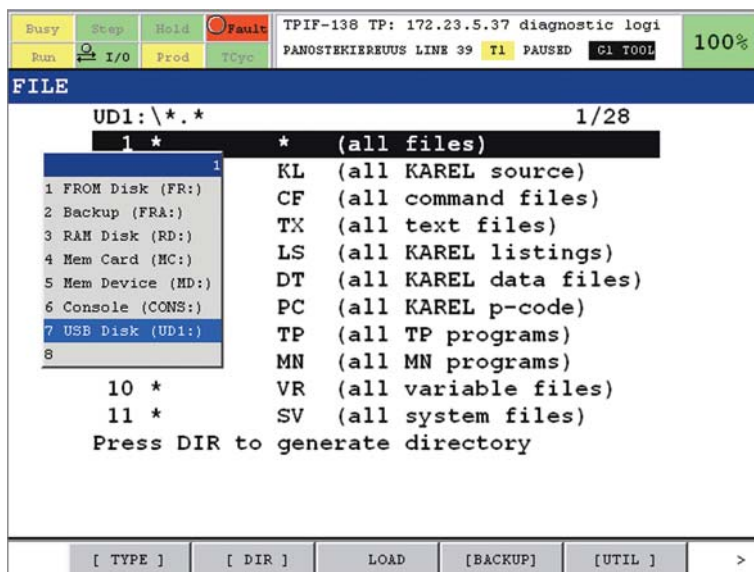 Busy Step Hold Fault TPIF-138 TP: 172.23.5.37 diagnostic logi
Run I/O Prod TCyc PANOSTEKIEREUUS LINE 39 T1 PAUSED G1 TOOL 100%
FILE
UD1:\*.* 1/28
1 * * (all files)
1
KL (all KAREL source)
1 FROM Disk (FR:)
CF (all command files)
2 Backup (FRA:)
TX (all text files)
3 RAM Disk (RD:)
LS (all KAREL listings)
4 Mem Card (MC:)
DT (all KAREL data files)
5 Mem Device (MD:)
PC (all KAREL p-code)
6 Console (CONS:)
TP (all TP programs)
7 USB Disk (UD1:)
MN (all MN programs)
8
10 * VR (all variable files)
11 * SV (all system files)
Press DIR to generate directory
[ TYPE ] [ DIR ] LOAD [BACKUP] [UTIL ] >